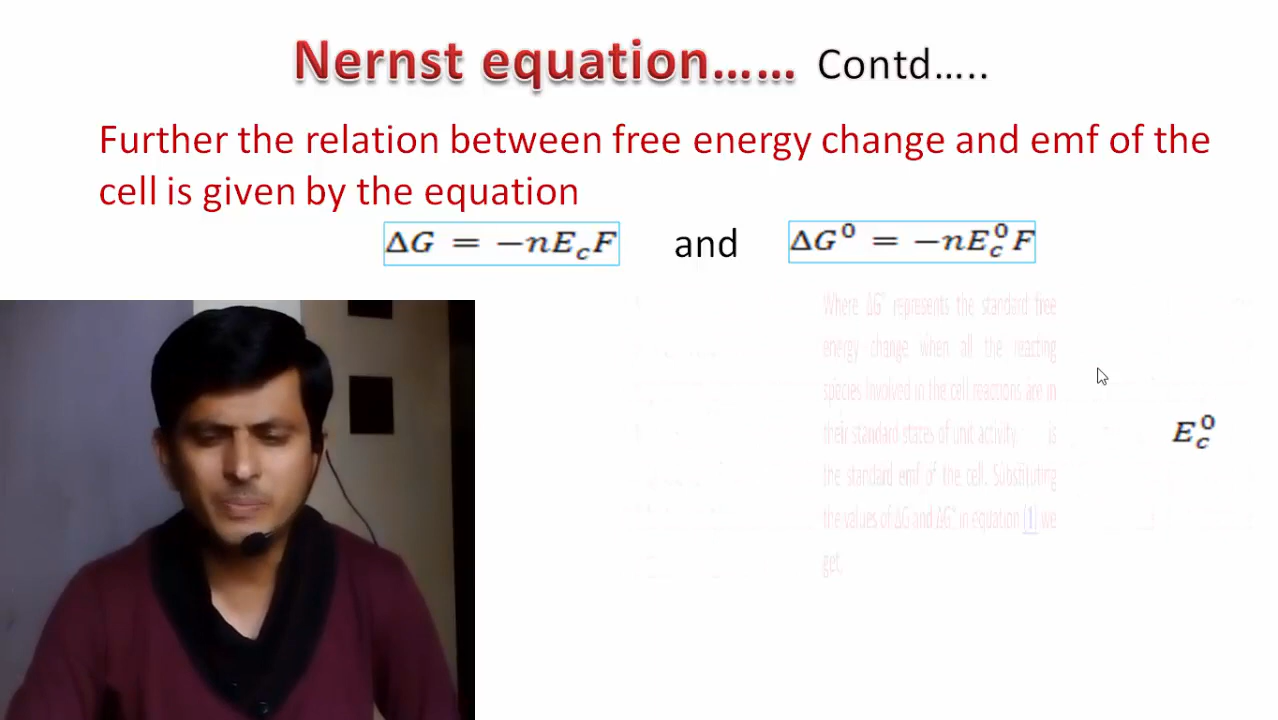 Nernst equation…… Contd…..
Further the relation between free energy change and emf of the
cell is given by the equation
ΔG = −nE_cF and ΔG⁰ = −nE_c⁰F
Where ΔG° represents the standard free
energy change when all the reacting
species involved in the cell reactions are in
their standard states of unit activity. is
E_c⁰
the standard emf of the cell. Substituting
the values of ΔG and ΔG° in equation (1) we
get,